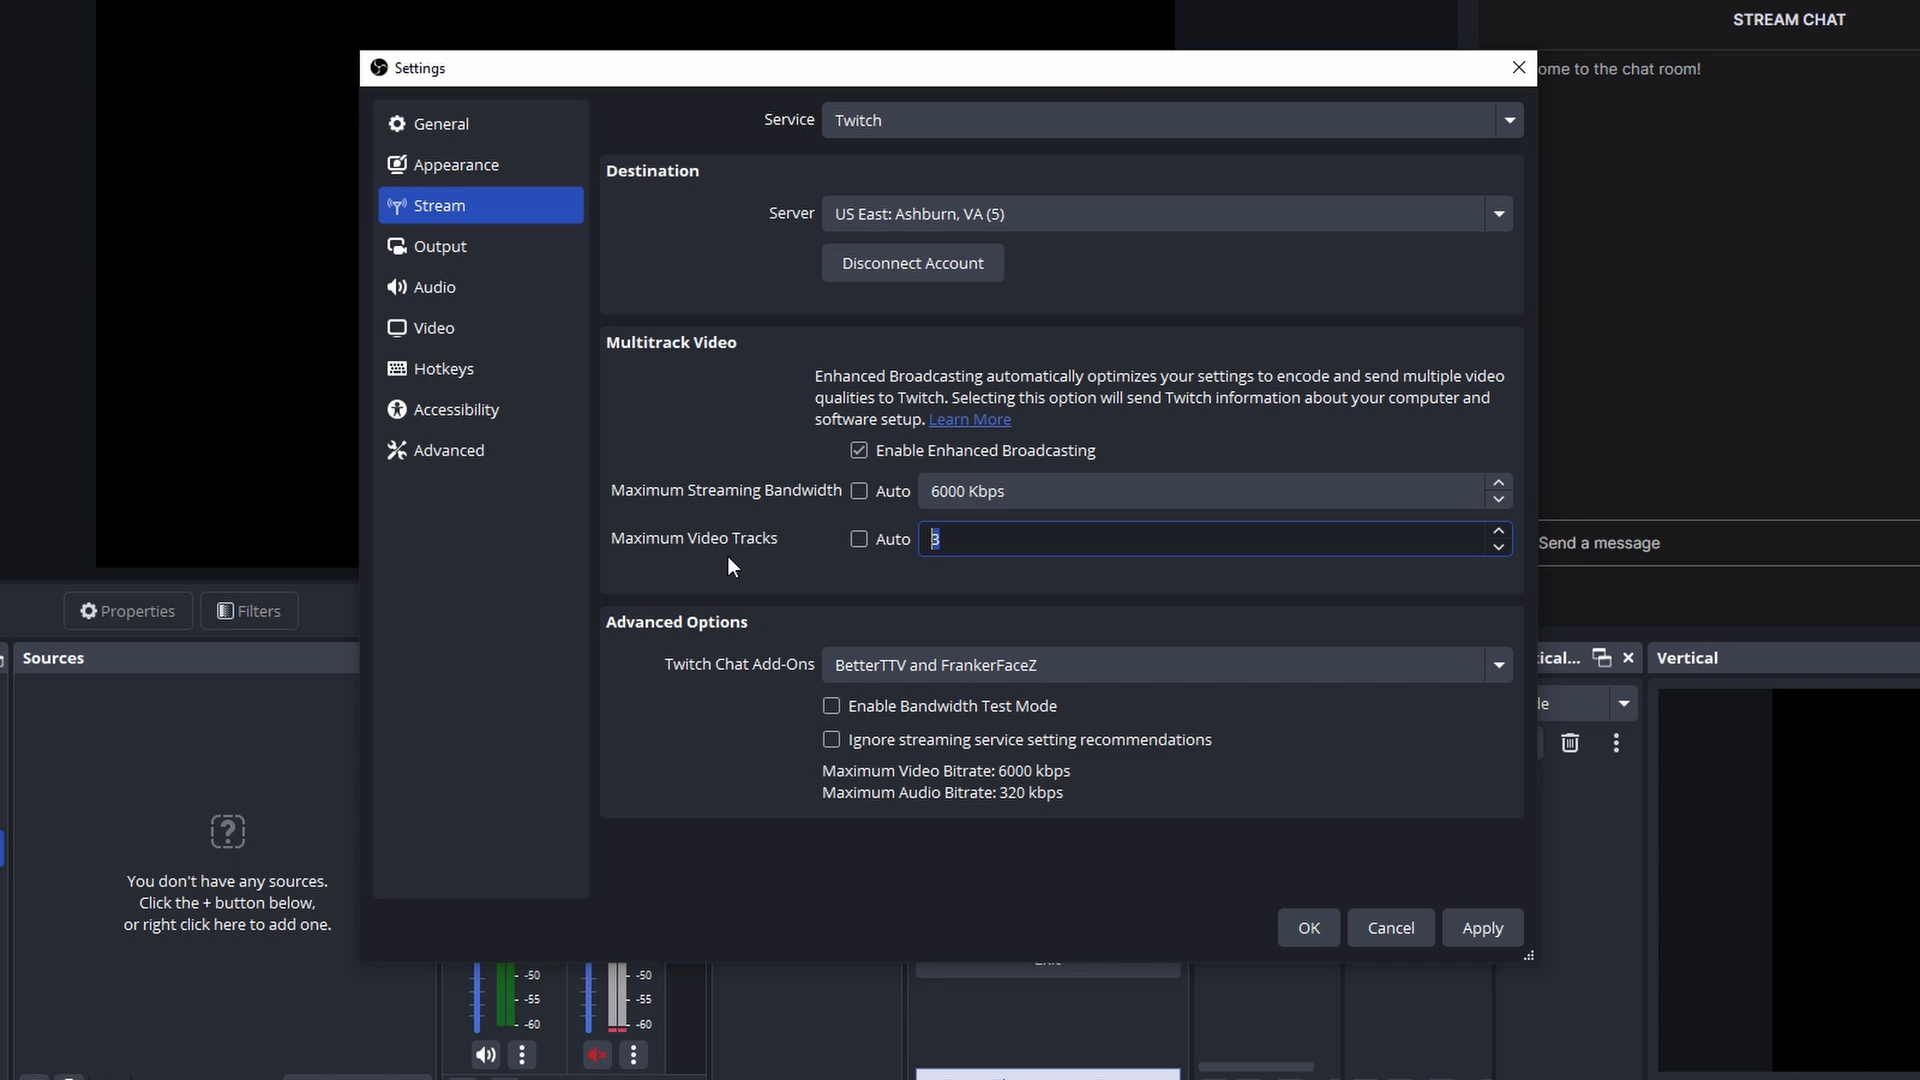 STREAM CHAT
Settings
ome to the chat room!
General
Appearance
Stream
Output
Audio
Video
Hotkeys
Accessibility
Advanced
Service Twitch
Destination
Server US East: Ashburn, VA (5)
Disconnect Account
Multitrack Video
Enhanced Broadcasting automatically optimizes your settings to encode and send multiple video
qualities to Twitch. Selecting this option will send Twitch information about your computer and
software setup. Learn More
Enable Enhanced Broadcasting
Maximum Streaming Bandwidth Auto 6000 Kbps
Maximum Video Tracks Auto 3
Send a message
Advanced Options
Twitch Chat Add-Ons BetterTTV and FrankerFaceZ
Enable Bandwidth Test Mode
Ignore streaming service setting recommendations
Maximum Video Bitrate: 6000 kbps
Maximum Audio Bitrate: 320 kbps
OK Cancel Apply
Properties Filters
Sources
You don't have any sources.
Click the + button below,
or right click here to add one.
ical... Vertical
le
-50 -50
-55 -55
-60 -60